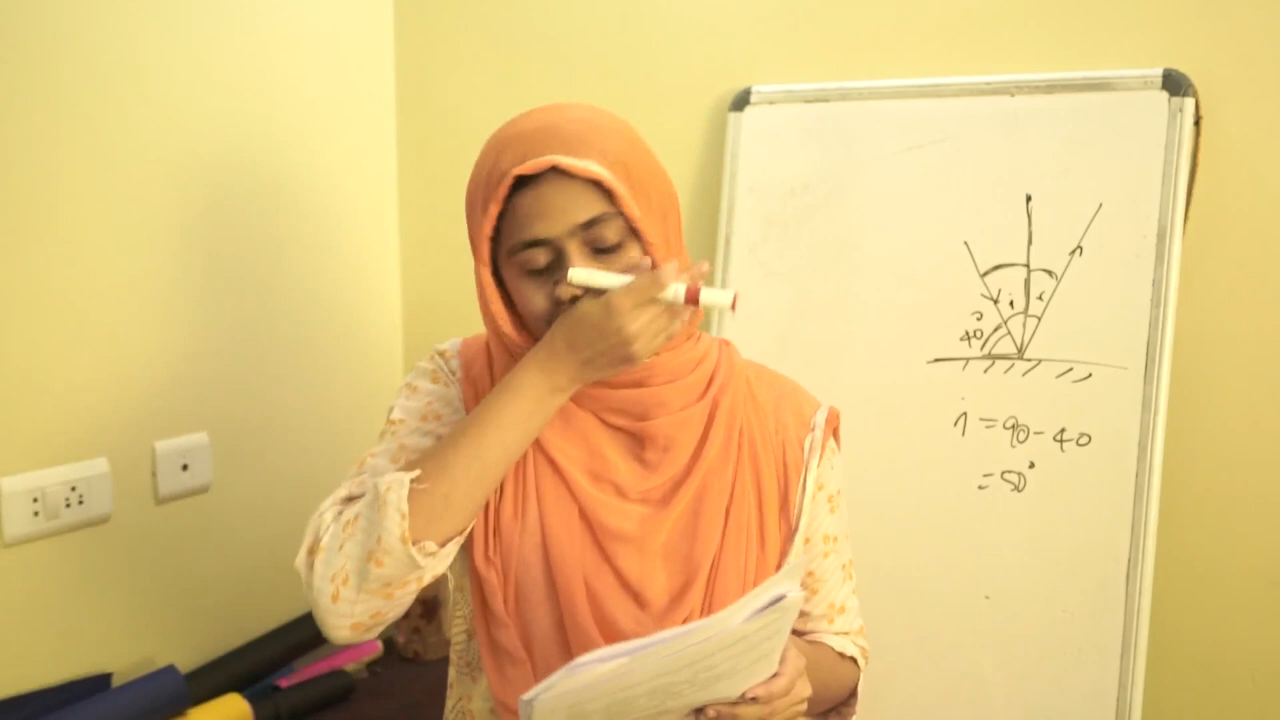 i r
40°
i = 90 - 40
= 50°